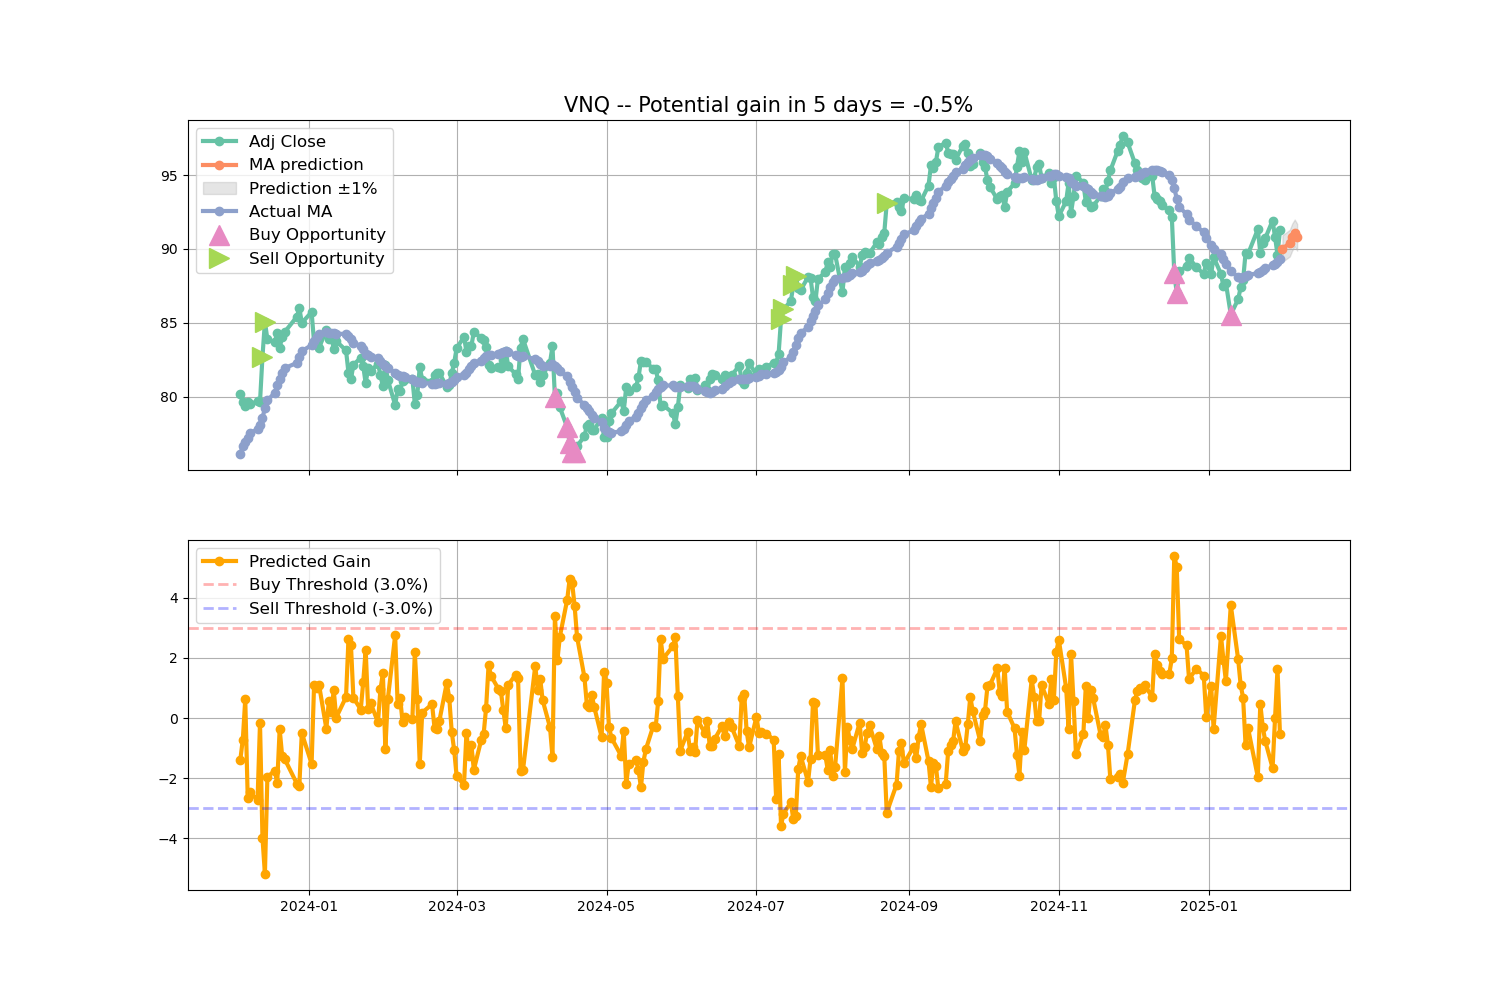 VNQ -- Potential gain in 5 days = -0.5%
Adj Close
MA prediction
Prediction ±1%
Actual MA
Buy Opportunity
Sell Opportunity
95
90
85
80
Predicted Gain
Buy Threshold (3.0%)
Sell Threshold (-3.0%)
4
2
0
−2
−4
2024-01 2024-03 2024-05 2024-07 2024-09 2024-11 2025-01